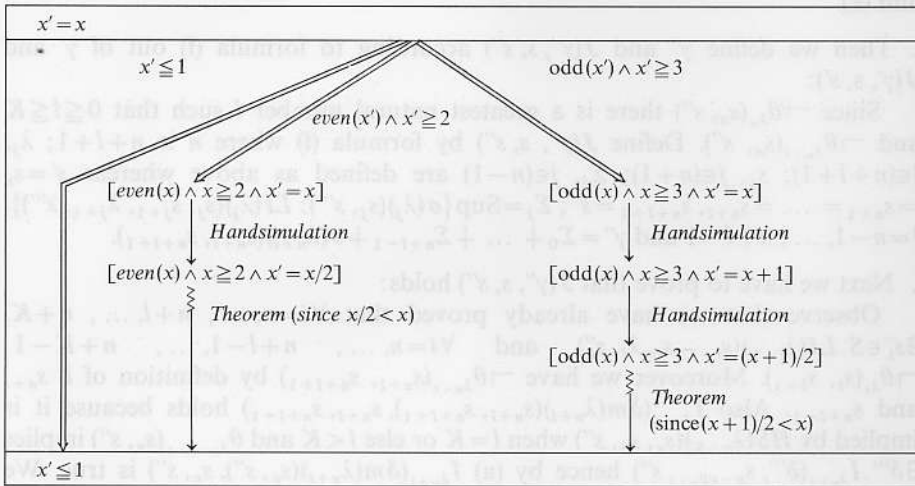 x′ = x
x′ ≦ 1
odd(x′) ∧ x′ ≧ 3
even(x′) ∧ x′ ≧ 2
[even(x) ∧ x ≧ 2 ∧ x′ = x]
[odd(x) ∧ x ≧ 3 ∧ x′ = x]
Handsimulation
Handsimulation
[even(x) ∧ x ≧ 2 ∧ x′ = x/2]
[odd(x) ∧ x ≧ 3 ∧ x′ = x+1]
Theorem (since x/2 < x)
Handsimulation
[odd(x) ∧ x ≧ 3 ∧ x′ = (x+1)/2]
Theorem
(since(x+1)/2 < x)
x′ ≦ 1